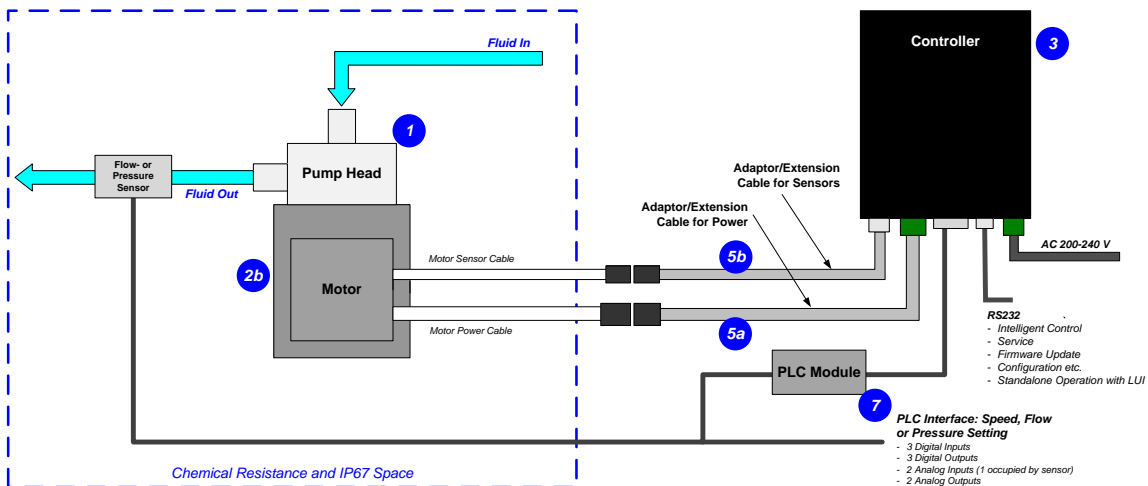 Fluid In
Controller
3
1
Flow- or
Pressure
Sensor
Pump Head
Fluid Out
Adaptor/Extension
Cable for Sensors
Adaptor/Extension
Cable for Power
AC 200-240 V
2b
Motor
Motor Sensor Cable
5b
Motor Power Cable
5a
RS232
- Intelligent Control
- Service
- Firmware Update
- Configuration etc.
- Standalone Operation with LUI
PLC Module
7
PLC Interface: Speed, Flow
or Pressure Setting
- 3 Digital Inputs
- 3 Digital Outputs
- 2 Analog Inputs (1 occupied by sensor)
- 2 Analog Outputs
Chemical Resistance and IP67 Space